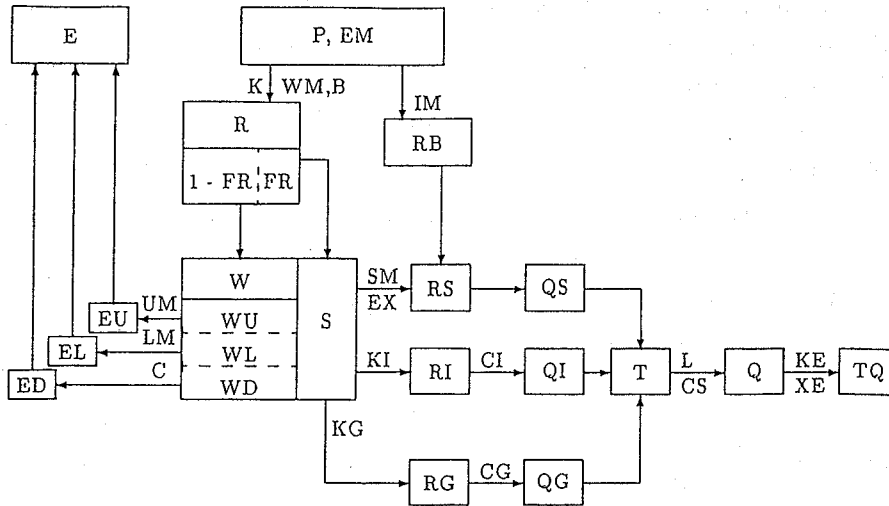 E
P, EM
K WM,B
IM
R
RB
1 - FR FR
W
S
SM
EX
RS
QS
UM
EU
WU
LM
EL
WL
KI
RI
CI
QI
T
L
CS
Q
KE
XE
TQ
C
ED
WD
KG
RG
CG
QG